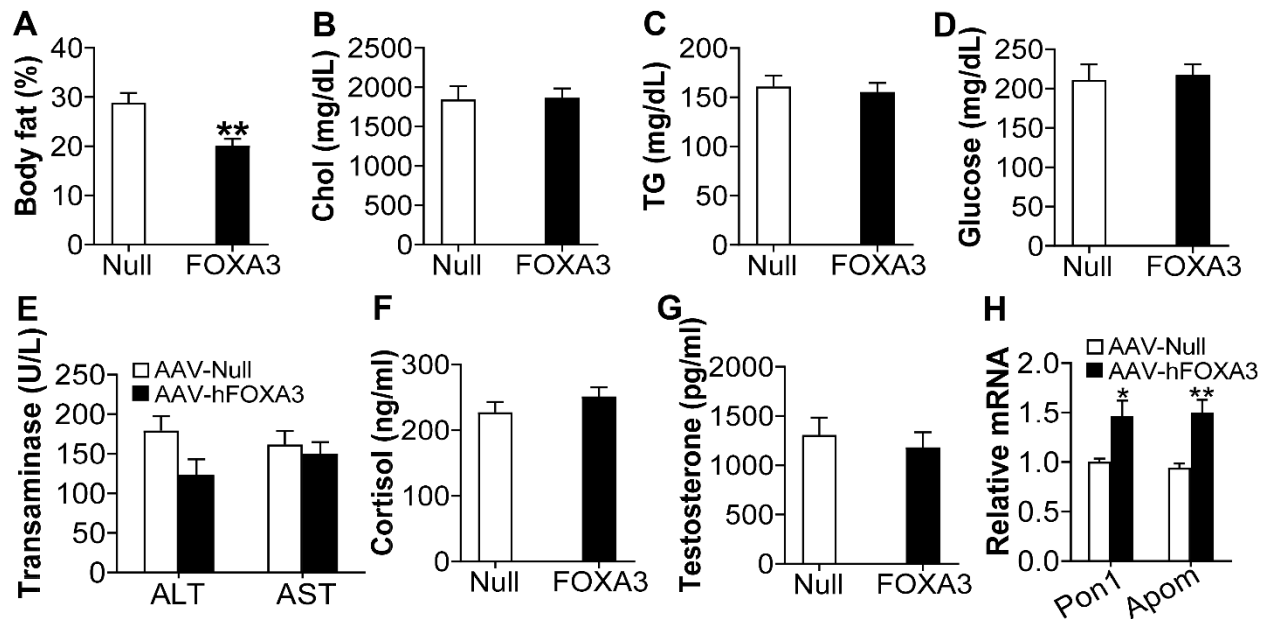 A
Body fat (%)
40
30
20
10
0
**
Null FOXA3
B
Chol (mg/dL)
2500
2000
1500
1000
500
0
Null FOXA3
C
TG (mg/dL)
200
150
100
50
0
Null FOXA3
D
Glucose (mg/dL)
250
200
150
100
50
0
Null FOXA3
E
Transaminase (U/L)
AAV-Null
AAV-hFOXA3
250
200
150
100
50
0
ALT AST
F
Cortisol (ng/ml)
300
200
100
0
Null FOXA3
G
Testosterone (pg/ml)
2000
1500
1000
500
0
Null FOXA3
H
Relative mRNA
AAV-Null
AAV-hFOXA3
2.0
1.5
1.0
0.5
0.0
* **
Pon1 Apom